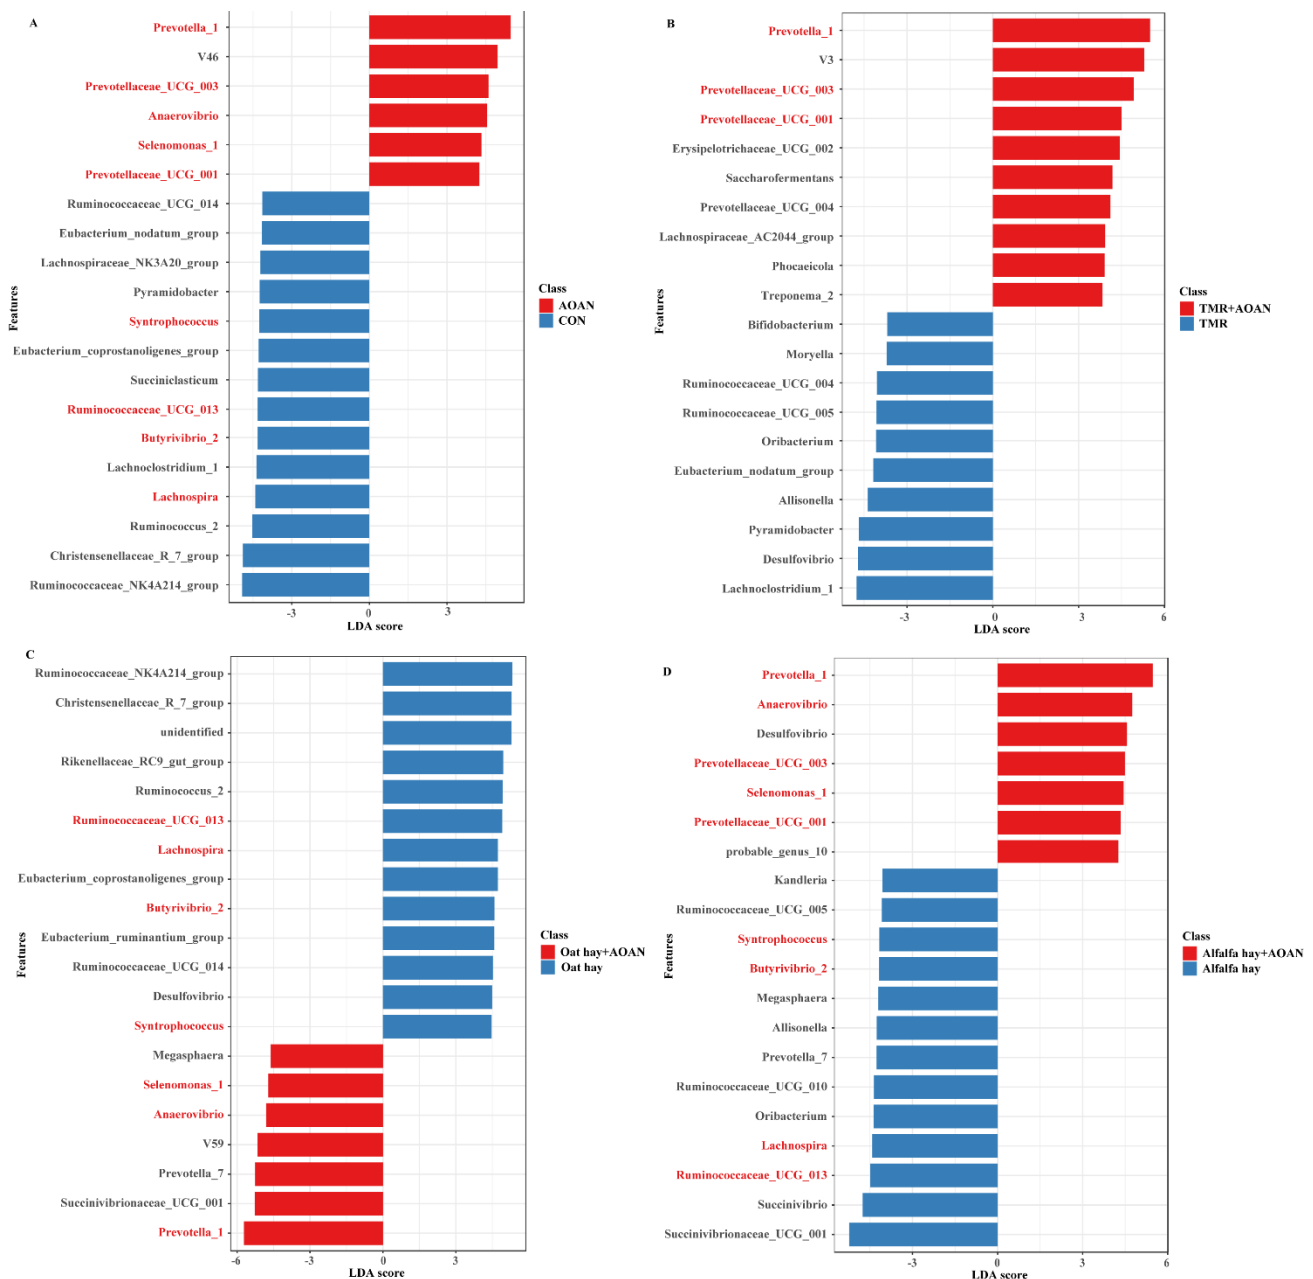 A
Prevotella_1
V46
Prevotellaceae_UCG_003
Anaerovibrio
Selenomonas_1
Prevotellaceae_UCG_001
Ruminococcaceae_UCG_014
Eubacterium_nodatum_group
Lachnospiraceae_NK3A20_group
Pyramidobacter
Syntrophococcus
Eubacterium_coprostanoligenes_group
Succiniclasticum
Ruminococcaceae_UCG_013
Butyrivibrio_2
Lachnoclostridium_1
Lachnospira
Ruminococcus_2
Christensenellaceae_R_7_group
Ruminococcaceae_NK4A214_group
Features
-3
0
3
LDA score
Class
AOAN
CON
B
Prevotella_1
V3
Prevotellaceae_UCG_003
Prevotellaceae_UCG_001
Erysipelotrichaceae_UCG_002
Saccharofermentans
Prevotellaceae_UCG_004
Lachnospiraceae_AC2044_group
Phocaeicola
Treponema_2
Bifidobacterium
Moryella
Ruminococcaceae_UCG_004
Ruminococcaceae_UCG_005
Oribacterium
Eubacterium_nodatum_group
Allisonella
Pyramidobacter
Desulfovibrio
Lachnoclostridium_1
Features
-3
0
3
6
LDA score
Class
TMR+AOAN
TMR
C
Ruminococcaceae_NK4A214_group
Christensenellaceae_R_7_group
unidentified
Rikenellaceae_RC9_gut_group
Ruminococcus_2
Ruminococcaceae_UCG_013
Lachnospira
Eubacterium_coprostanoligenes_group
Butyrivibrio_2
Eubacterium_ruminantium_group
Ruminococcaceae_UCG_014
Desulfovibrio
Syntrophococcus
Megasphaera
Selenomonas_1
Anaerovibrio
V59
Prevotella_7
Succinivibrionaceae_UCG_001
Prevotella_1
Features
-6
-3
0
3
LDA score
Class
Oat hay+AOAN
Oat hay
D
Prevotella_1
Anaerovibrio
Desulfovibrio
Prevotellaceae_UCG_003
Selenomonas_1
Prevotellaceae_UCG_001
probable_genus_10
Kandleria
Ruminococcaceae_UCG_005
Syntrophococcus
Butyrivibrio_2
Megasphaera
Allisonella
Prevotella_7
Ruminococcaceae_UCG_010
Oribacterium
Lachnospira
Ruminococcaceae_UCG_013
Succinivibrio
Succinivibrionaceae_UCG_001
Features
-3
0
3
6
LDA score
Class
Alfalfa hay+AOAN
Alfalfa hay